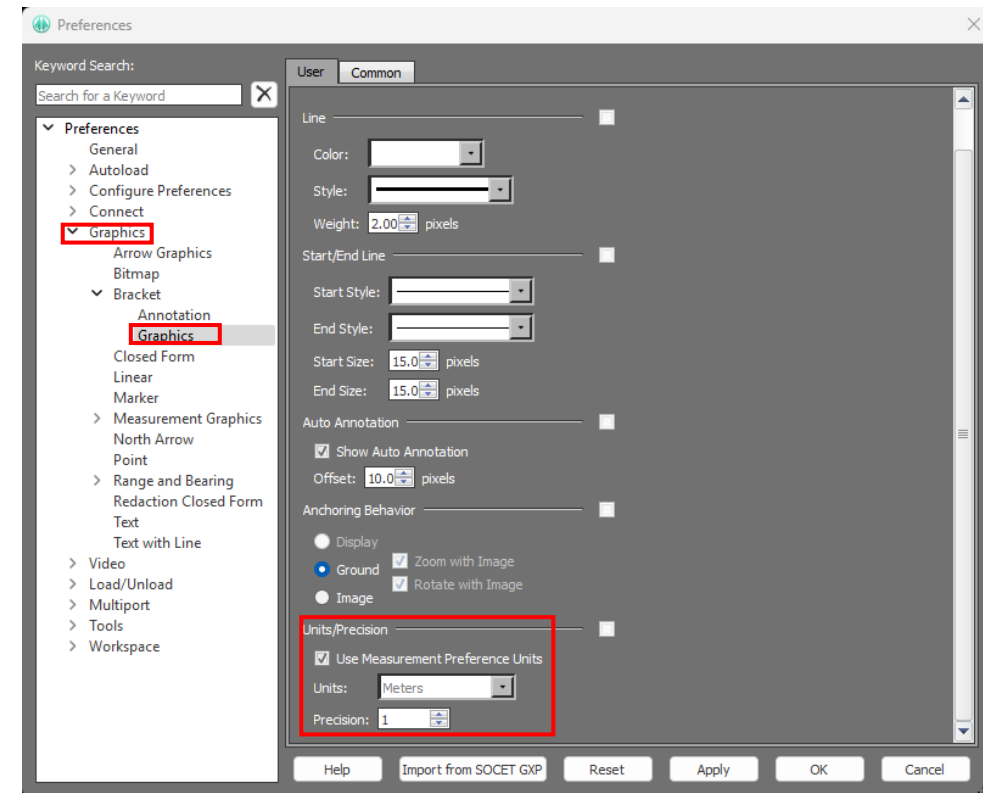 Preferences
Keyword Search:
Search for a Keyword
Preferences
General
Autoload
Configure Preferences
Connect
Graphics
Arrow Graphics
Bitmap
Bracket
Annotation
Graphics
Closed Form
Linear
Marker
Measurement Graphics
North Arrow
Point
Range and Bearing
Redaction Closed Form
Text
Text with Line
Video
Load/Unload
Multiport
Tools
Workspace
User Common
Line
Color:
Style:
Weight: 2.00 pixels
Start/End Line
Start Style:
End Style:
Start Size: 15.0 pixels
End Size: 15.0 pixels
Auto Annotation
Show Auto Annotation
Offset: 10.0 pixels
Anchoring Behavior
Display
Zoom with Image
Ground
Rotate with Image
Image
Units/Precision
Use Measurement Preference Units
Units: Meters
Precision: 1
Help Import from SOCET GXP Reset Apply OK Cancel